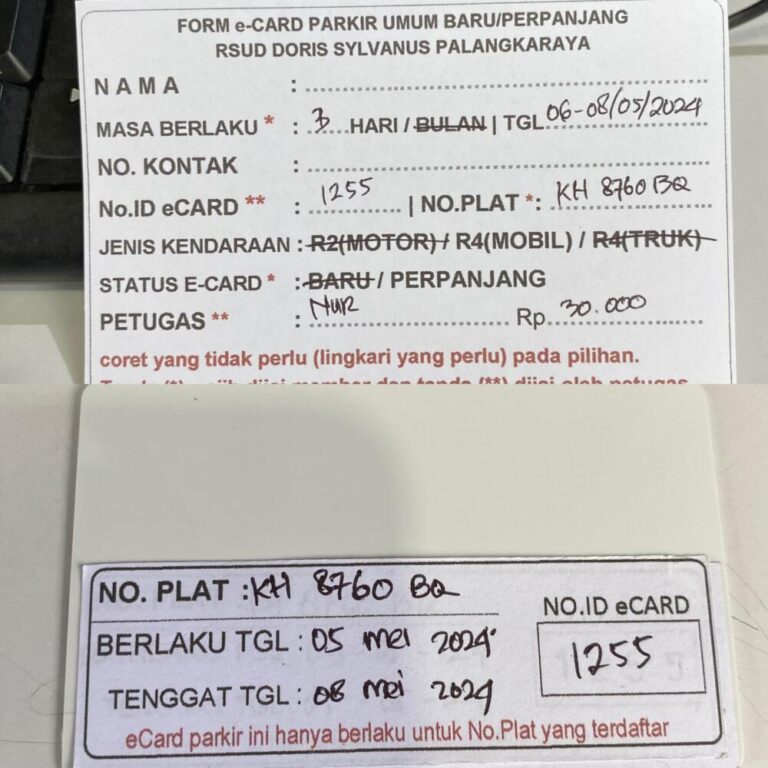 FORM e-CARD PARKIR UMUM BARU/PERPANJANG
RSUD DORIS SYLVANUS PALANGKARAYA
NAMA :
MASA BERLAKU * : 3 HARI / BULAN | TGL 06-08/05/2024
NO. KONTAK :
No.ID eCARD ** : 1255 | NO.PLAT *: KH 8760 BQ
JENIS KENDARAAN : R2(MOTOR) / R4(MOBIL) / R4(TRUK)
STATUS E-CARD * : BARU / PERPANJANG
PETUGAS ** : NUR Rp. 30.000
coret yang tidak perlu (lingkari yang perlu) pada pilihan.
NO. PLAT : KH 8760 BQ
BERLAKU TGL : 05 Mei 2024
TENGGAT TGL : 08 Mei 2024
NO.ID eCARD
1255
eCard parkir ini hanya berlaku untuk No.Plat yang terdaftar